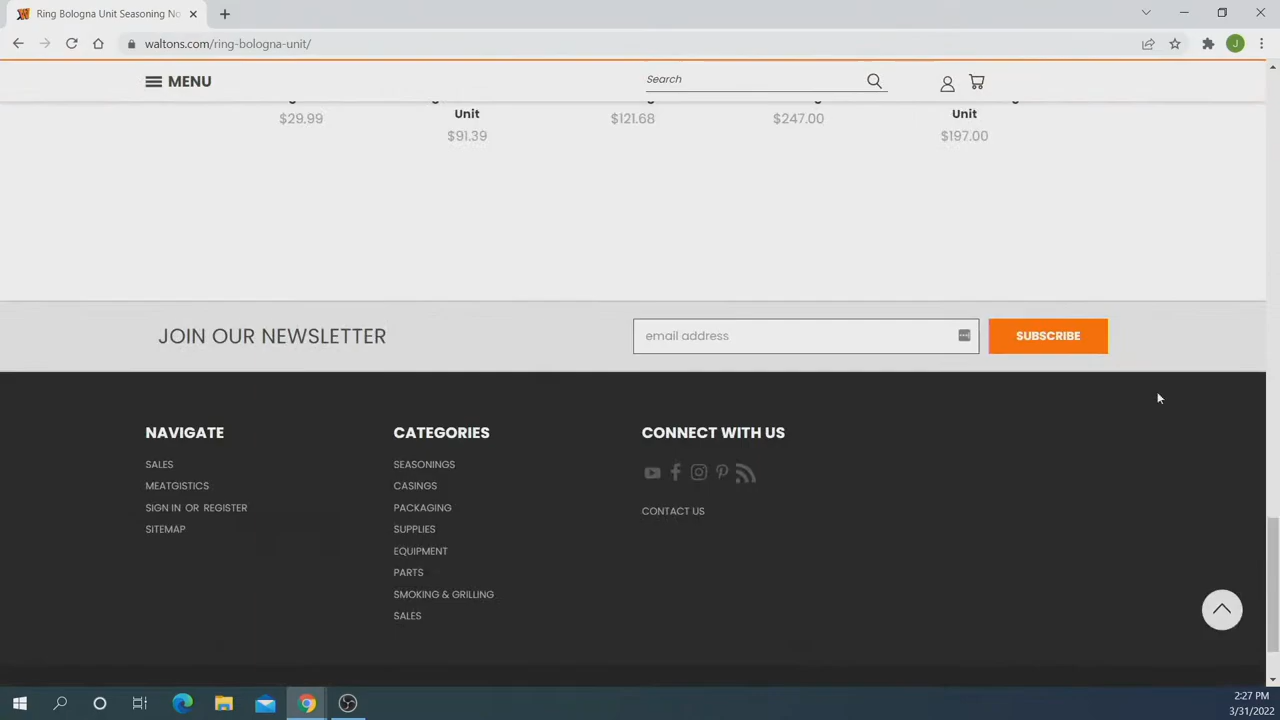 Ring Bologna Unit Seasoning No
waltons.com/ring-bologna-unit/
J
MENU
Search
Unit
Unit
$29.99
$91.39
$121.68
$247.00
$197.00
JOIN OUR NEWSLETTER
email address
SUBSCRIBE
NAVIGATE
SALES
MEATGISTICS
SIGN IN OR REGISTER
SITEMAP
CATEGORIES
SEASONINGS
CASINGS
PACKAGING
SUPPLIES
EQUIPMENT
PARTS
SMOKING & GRILLING
SALES
CONNECT WITH US
CONTACT US
2:27 PM
3/31/2022